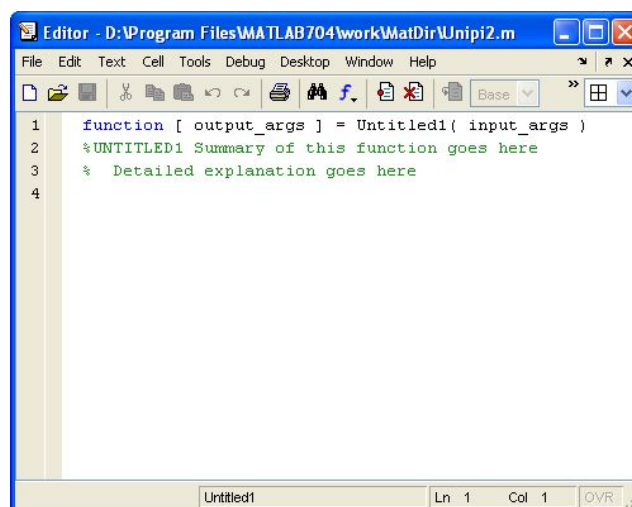 Editor - D:\Program Files\MATLAB704\work\MatDir\Unipi2.m
File Edit Text Cell Tools Debug Desktop Window Help
Base »
1 function [ output_args ] = Untitled1( input_args )
2 %UNTITLED1 Summary of this function goes here
3 %  Detailed explanation goes here
4
Untitled1 Ln 1 Col 1 OVR